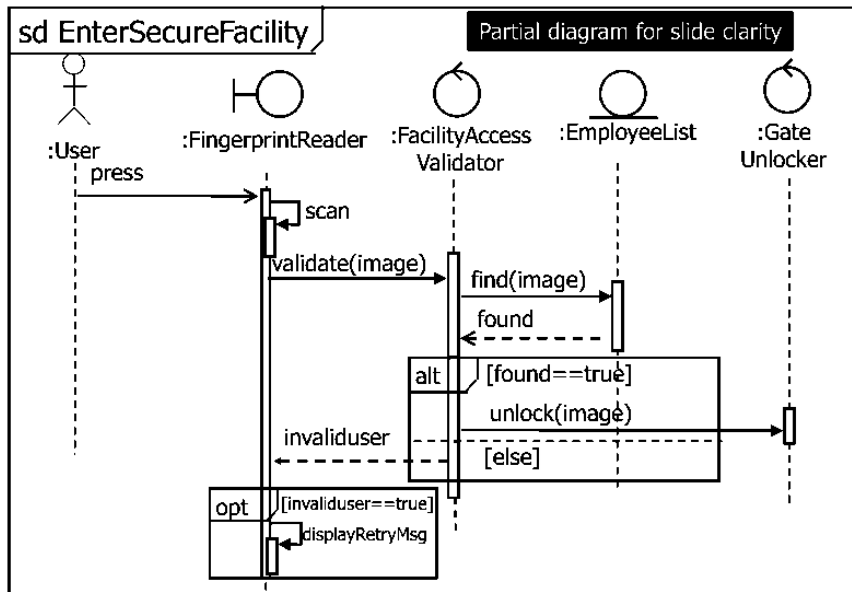 sd EnterSecureFacility
Partial diagram for slide clarity
:User
:FingerprintReader
:FacilityAccess
Validator
:EmployeeList
:Gate
Unlocker
press
scan
validate(image)
find(image)
found
alt
[found==true]
unlock(image)
invaliduser
[else]
opt
[invaliduser==true]
displayRetryMsg